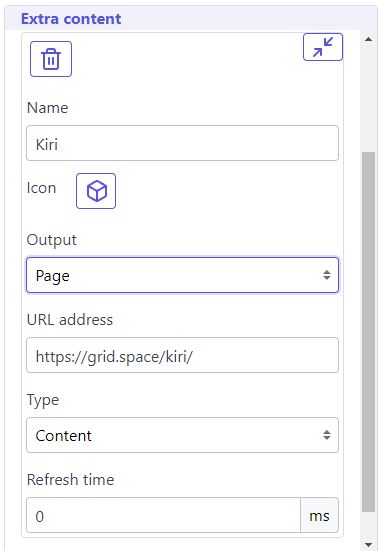 Extra content
Name
Kiri
Icon
Output
Page
URL address
https://grid.space/kiri/
Type
Content
Refresh time
0 ms